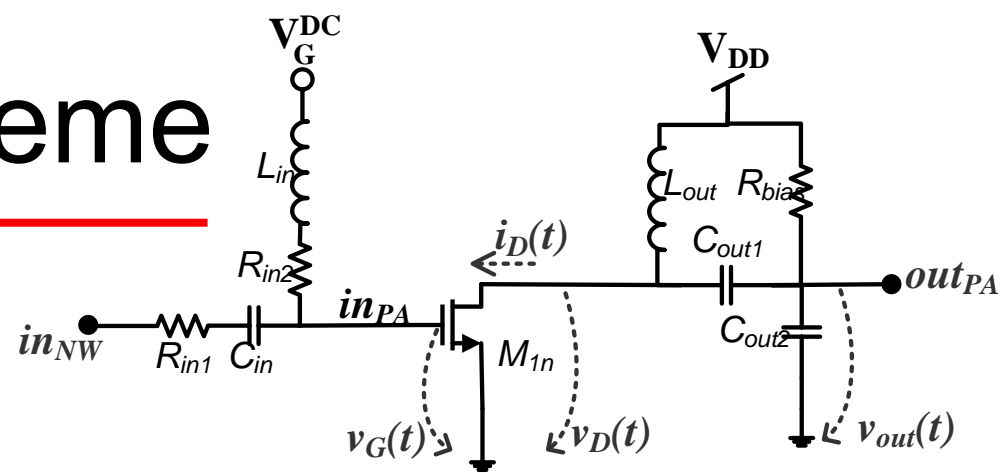 V_G^DC
V_DD
eme
L_in
L_out
R_bias
R_in2
i_D(t)
C_out1
in_PA
out_PA
in_NW
R_in1
C_in
M_1n
C_out2
v_G(t)
v_D(t)
v_out(t)